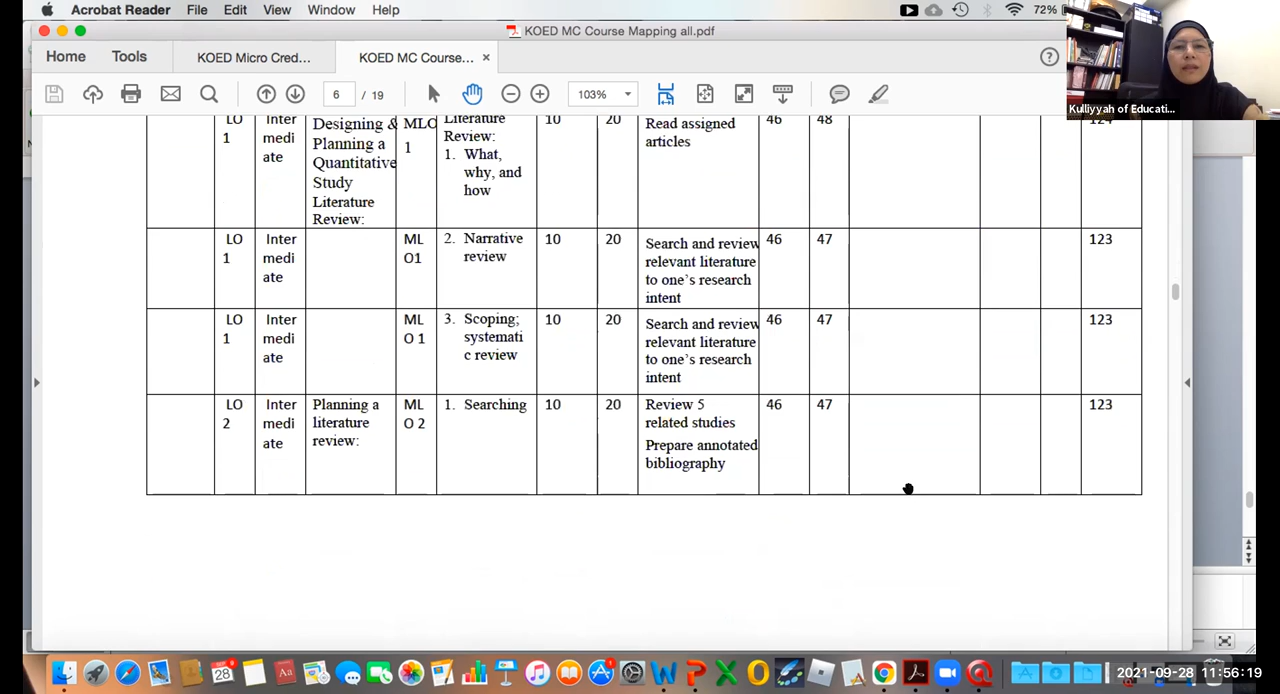 Acrobat Reader File Edit View Window Help 72%
KOED MC Course Mapping all.pdf
Home Tools KOED Micro Cred... KOED MC Course... ×
6 / 19 103%
Kulliyyah of Educati...
LO
1
Inter
medi
ate
Designing &
Planning a
Quantitative
Study
Literature
Review:
MLO
1
Literature
Review:
1. What,
why, and
how
10
20
Read assigned
articles
46
48
124
LO
1
Inter
medi
ate
ML
O1
2. Narrative
review
10
20
Search and review
relevant literature
to one’s research
intent
46
47
123
LO
1
Inter
medi
ate
ML
O 1
3. Scoping;
systemati
c review
10
20
Search and review
relevant literature
to one’s research
intent
46
47
123
LO
2
Inter
medi
ate
Planning a
literature
review:
ML
O 2
1. Searching
10
20
Review 5
related studies
Prepare annotated
bibliography
46
47
123
2021-09-28 11:56:19